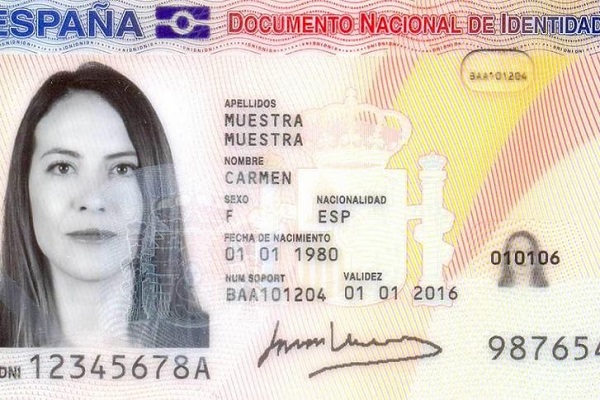 ESPAÑA DOCUMENTO NACIONAL DE IDENTIDAD
BAA101204
APELLIDOS
MUESTRA
MUESTRA
NOMBRE
CARMEN
SEXO NACIONALIDAD
F ESP
FECHA DE NACIMIENTO
01 01 1980
010106
NUM SOPORT VALIDEZ
BAA101204 01 01 2016
DNI 12345678A
987654